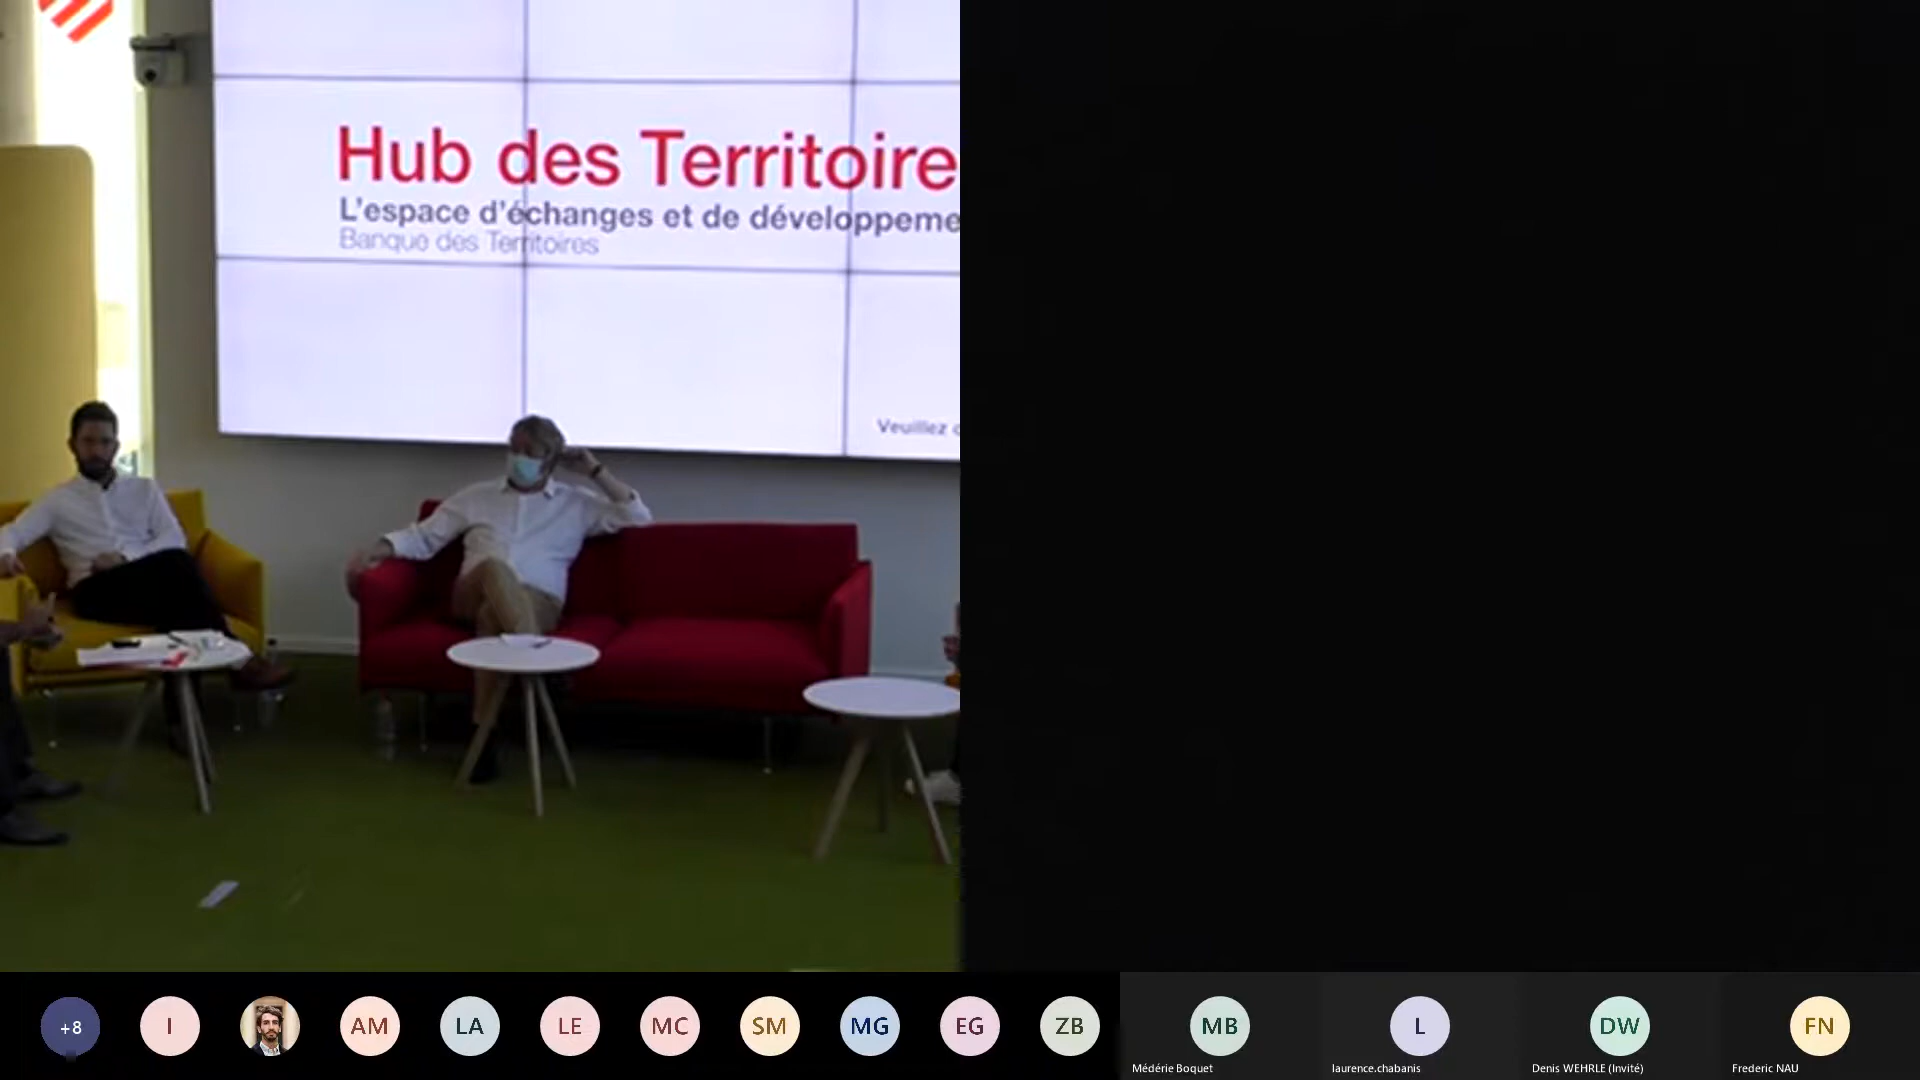 Hub des Territoire
L'espace d'échanges et de développeme
Banque des Territoires
Veuillez
+8
I
AM
LA
LE
MC
SM
MG
EG
ZB
MB
L
DW
FN
Médérie Boquet
laurence.chabanis
Denis WEHRLE (Invité)
Frederic NAU